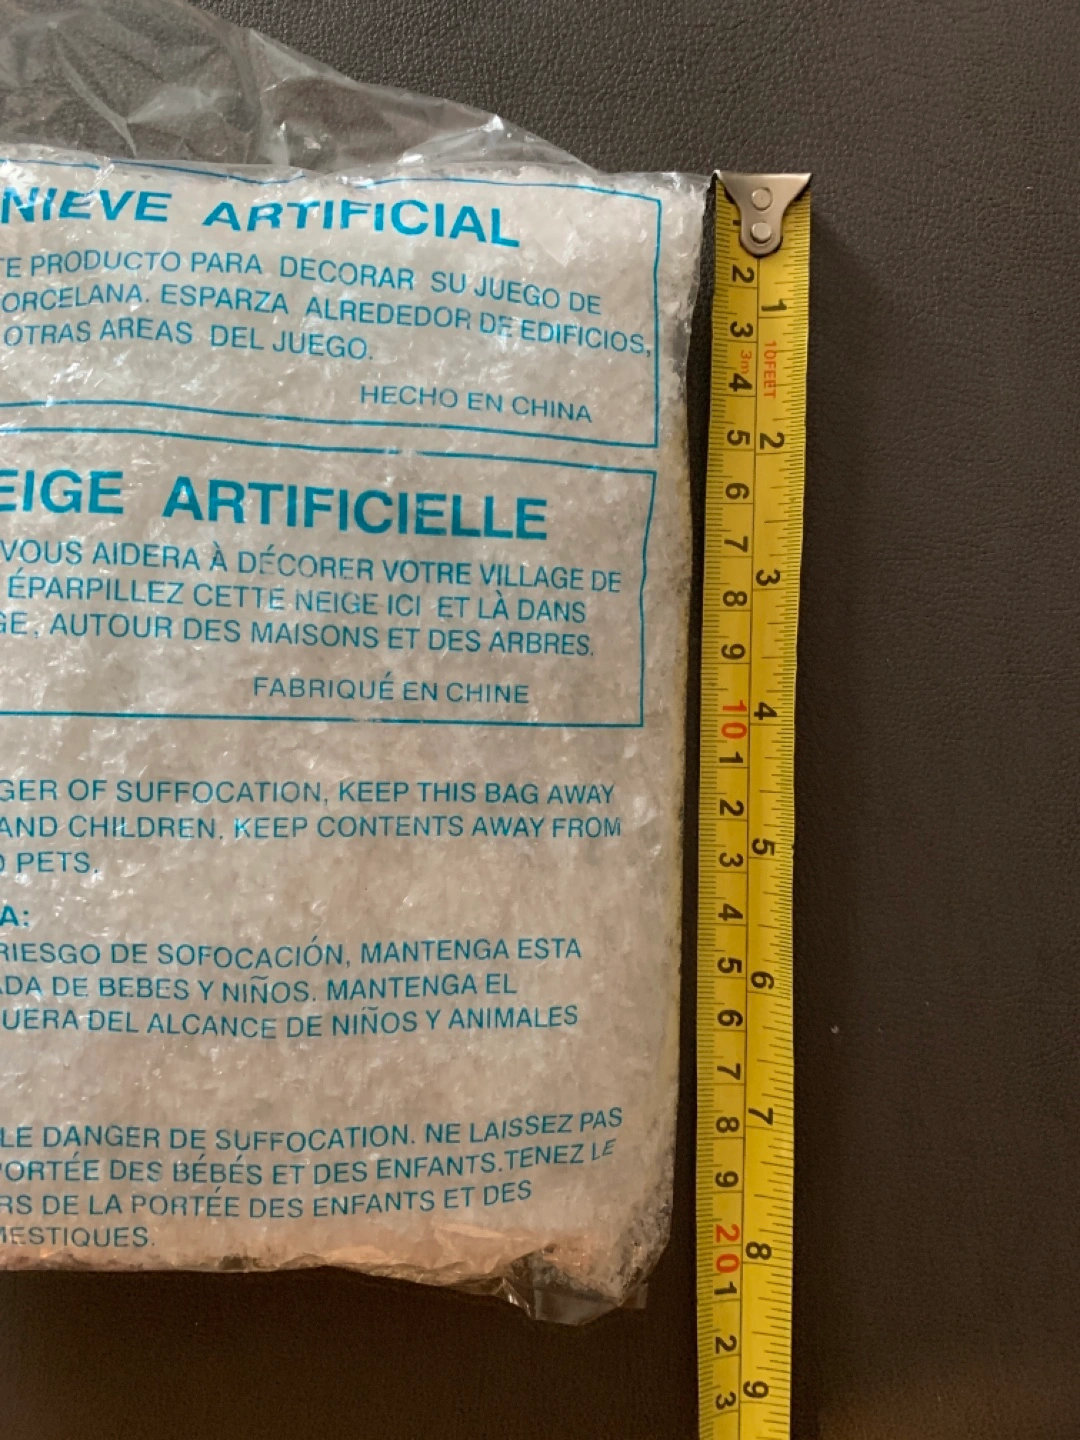 NIEVE ARTIFICIAL
TE PRODUCTO PARA DECORAR SU JUEGO DE
ORCELANA. ESPARZA ALREDEDOR DE EDIFICIOS,
OTRAS AREAS DEL JUEGO.
HECHO EN CHINA
EIGE ARTIFICIELLE
VOUS AIDERA À DÉCORER VOTRE VILLAGE DE
ÉPARPILLEZ CETTE NEIGE ICI ET LÀ DANS
GE, AUTOUR DES MAISONS ET DES ARBRES.
FABRIQUÉ EN CHINE
GER OF SUFFOCATION, KEEP THIS BAG AWAY
AND CHILDREN. KEEP CONTENTS AWAY FROM
D PETS.
A:
RIESGO DE SOFOCACIÓN, MANTENGA ESTA
ADA DE BEBES Y NIÑOS. MANTENGA EL
UERA DEL ALCANCE DE NIÑOS Y ANIMALES
LE DANGER DE SUFFOCATION. NE LAISSEZ PAS
PORTÉE DES BÉBÉS ET DES ENFANTS. TENEZ LE
RS DE LA PORTÉE DES ENFANTS ET DES
MESTIQUES.
2 3 4 5 6 7 8 9 10 1 2 3 4 5 6 7 8 9 20 1 2 3
3m
10FEET
1 2 3 4 5 6 7 8 9